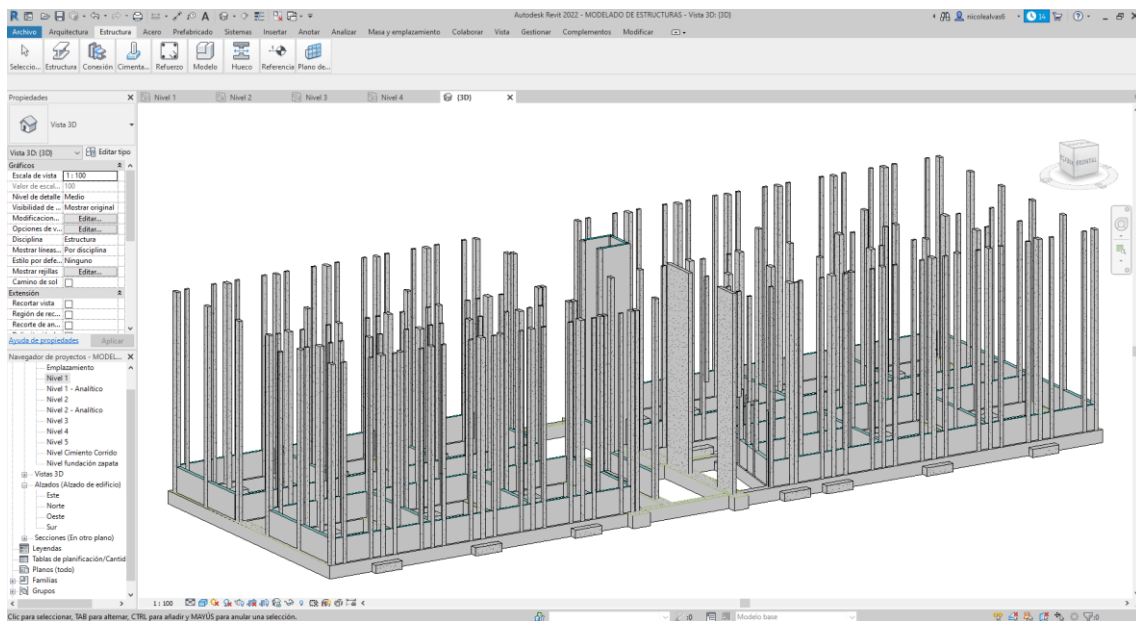 Autodesk Revit 2022 - MODELADO DE ESTRUCTURAS - Vista 3D: {3D}
nicolealvasti
14
Archivo Arquitectura Estructura Acero Prefabricado Sistemas Insertar Anotar Analizar Masa y emplazamiento Colaborar Vista Gestionar Complementos Modificar
Seleccio... Estructura Conexión Cimenta... Refuerzo Modelo Hueco Referencia Plano de...
Propiedades
Nivel 1 Nivel 2 Nivel 3 Nivel 4 {3D}
Vista 3D
Vista 3D: {3D} Editar tipo
Gráficos
Escala de vista 1 : 100
Valor de escal... 100
Nivel de detalle Medio
Visibilidad de ... Mostrar original
Modificacion... Editar...
Opciones de v... Editar...
Disciplina Estructura
Mostrar líneas... Por disciplina
Estilo por defe... Ninguno
Mostrar rejillas Editar...
Camino de sol
Extensión
Recortar vista
Región de rec...
Recorte de an...
Ayuda de propiedades Aplicar
Navegador de proyectos - MODEL...
Emplazamiento
Nivel 1
Nivel 1 - Analítico
Nivel 2
Nivel 2 - Analítico
Nivel 3
Nivel 4
Nivel 5
Nivel Cimiento Corrido
Nivel fundación zapata
Vistas 3D
Alzados (Alzado de edificio)
Este
Norte
Oeste
Sur
Secciones (En otro plano)
Leyendas
Tablas de planificación/Cantid
Planos (todo)
Familias
Grupos
FRONTAL
1 : 100
Clic para seleccionar, TAB para alternar, CTRL para añadir y MAYÚS para anular una selección.
:0
Modelo base
:0